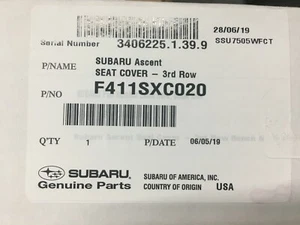 28/06/19
Serial Number 3406225.1.39.9 SSU7505WFCT
P/NAME SUBARU Ascent
SEAT COVER - 3rd Row
P/NO F411SXC020
Q'TY 1 P/DATE 06/05/19
SUBARU SUBARU OF AMERICA, INC.
Genuine Parts COUNTRY OF ORIGIN USA